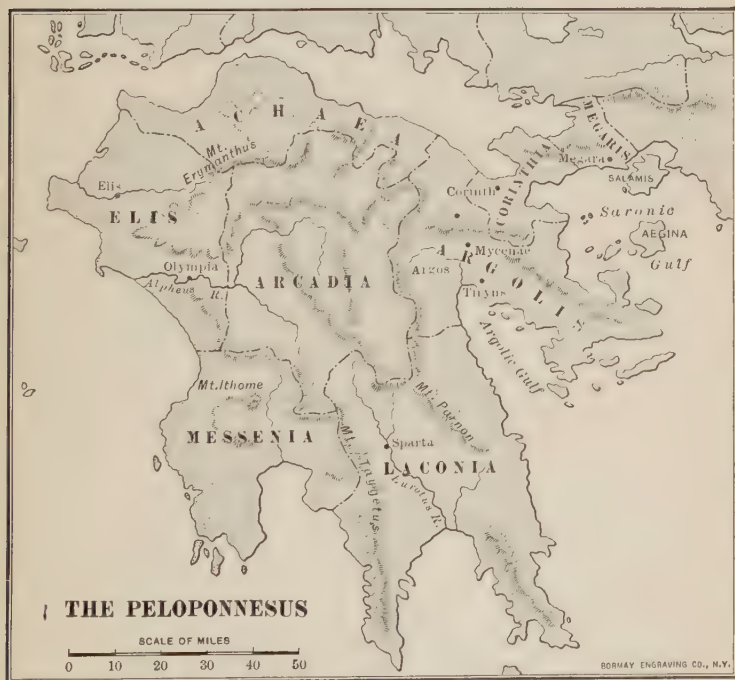 ACHAEA
Mt.
Erymanthus
MEGARIS
Megara
CORINTHIA
SALAMIS
Elis
Corinth
Saronic
ELIS
AEGINA
Mycenae
Gulf
Olympia
ARCADIA
Argos
ARGOLIS
Alpheus R.
Tiryns
Argolic Gulf
Mt. Ithome
Mt. Parnon
MESSENIA
Mt. Taygetus
Sparta
LACONIA
Eurotus R.
THE PELOPONNESUS
SCALE OF MILES
0 10 20 30 40 50
BORMAY ENGRAVING CO., N.Y.